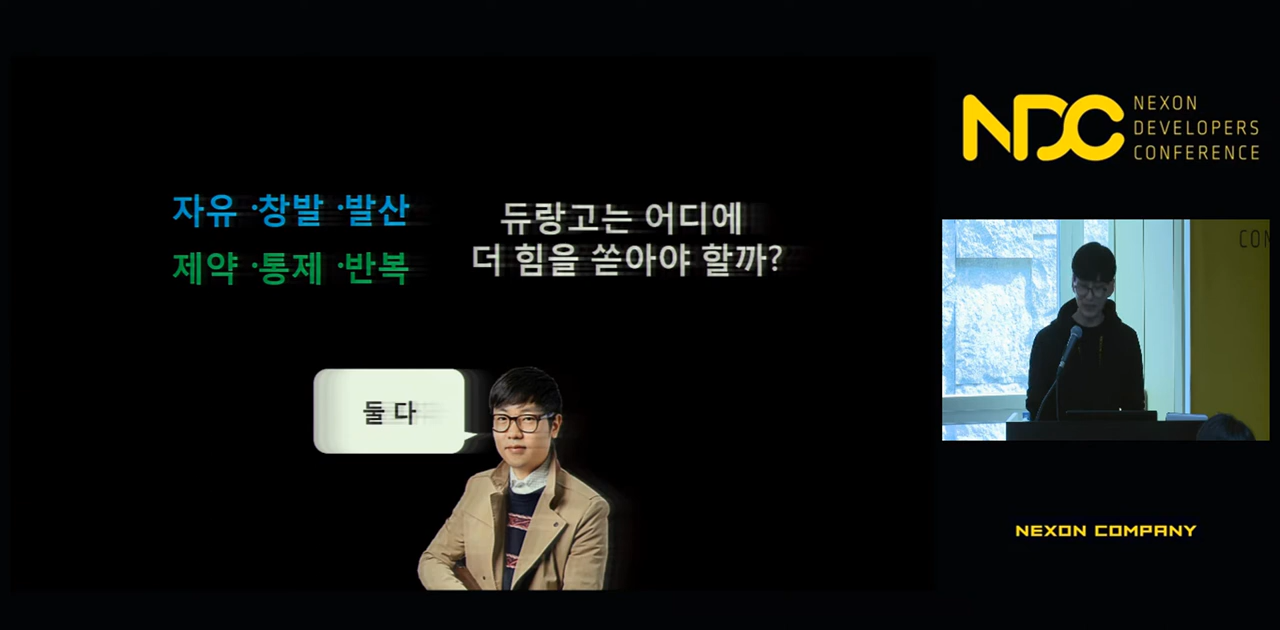 자유 ·창발 ·발산
제약 ·통제 ·반복
듀랑고는 어디에
더 힘을 쏟아야 할까?
둘 다
NDC
NEXON
DEVELOPERS
CONFERENCE
CON
NEXON COMPANY